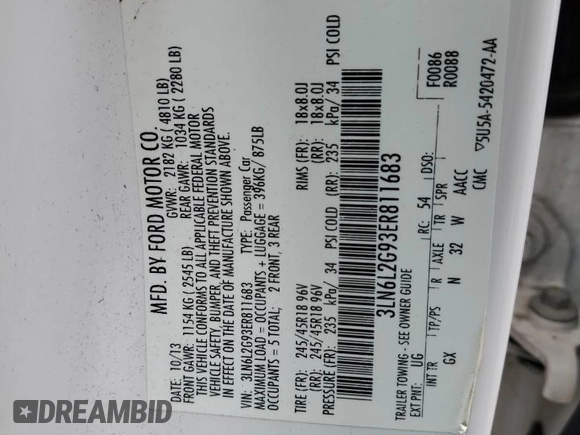 MFD. BY FORD MOTOR CO.
DATE: 10/13 GVWR: 2182 KG ( 4810 LB)
FRONT GAWR: 1154 KG ( 2545 LB) REAR GAWR: 1034 KG ( 2280 LB)
THIS VEHICLE CONFORMS TO ALL APPLICABLE FEDERAL MOTOR
VEHICLE SAFETY, BUMPER, AND THEFT PREVENTION STANDARDS
IN EFFECT ON THE DATE OF MANUFACTURE SHOWN ABOVE.
VIN: 3LN6L2G93ER811683 TYPE: Passenger Car
MAXIMUM LOAD = OCCUPANTS + LUGGAGE = 396KG/ 875LB
OCCUPANTS = 5 TOTAL; 2 FRONT, 3 REAR
TIRE (FR): 245/45R18 96V RIMS (FR): 18x8.0J
(RR): 245/45R18 96V (RR): 18x8.0J
PRESSURE (FR): 235 kPa/ 34 PSI COLD (RR): 235 kPa/ 34 PSI COLD
3LN6L2G93ER811683
TRAILER TOWING - SEE OWNER GUIDE
F0086
R0088
EXT PNT: UG RC: 54 DSO:
INT TR TP/PS R AXLE TR SPR
GX N 32 W AACC
CMC ▽5U5A-5420472-AA
DREAMBID